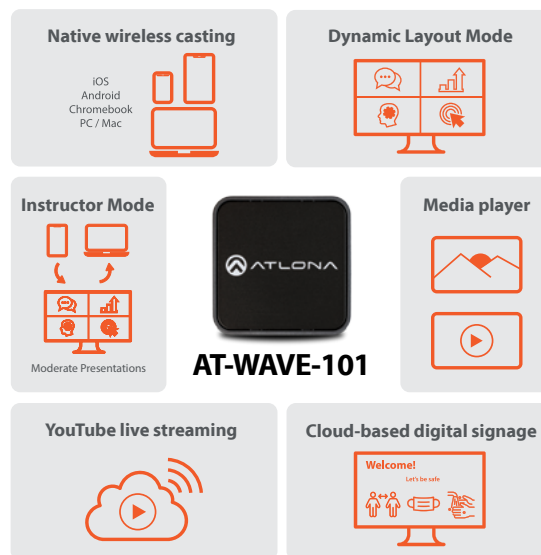 Native wireless casting
iOS
Android
Chromebook
PC / Mac
Dynamic Layout Mode
Instructor Mode
Moderate Presentations
ATLONA
AT-WAVE-101
Media player
YouTube live streaming
Cloud-based digital signage
Welcome!
Let's be safe